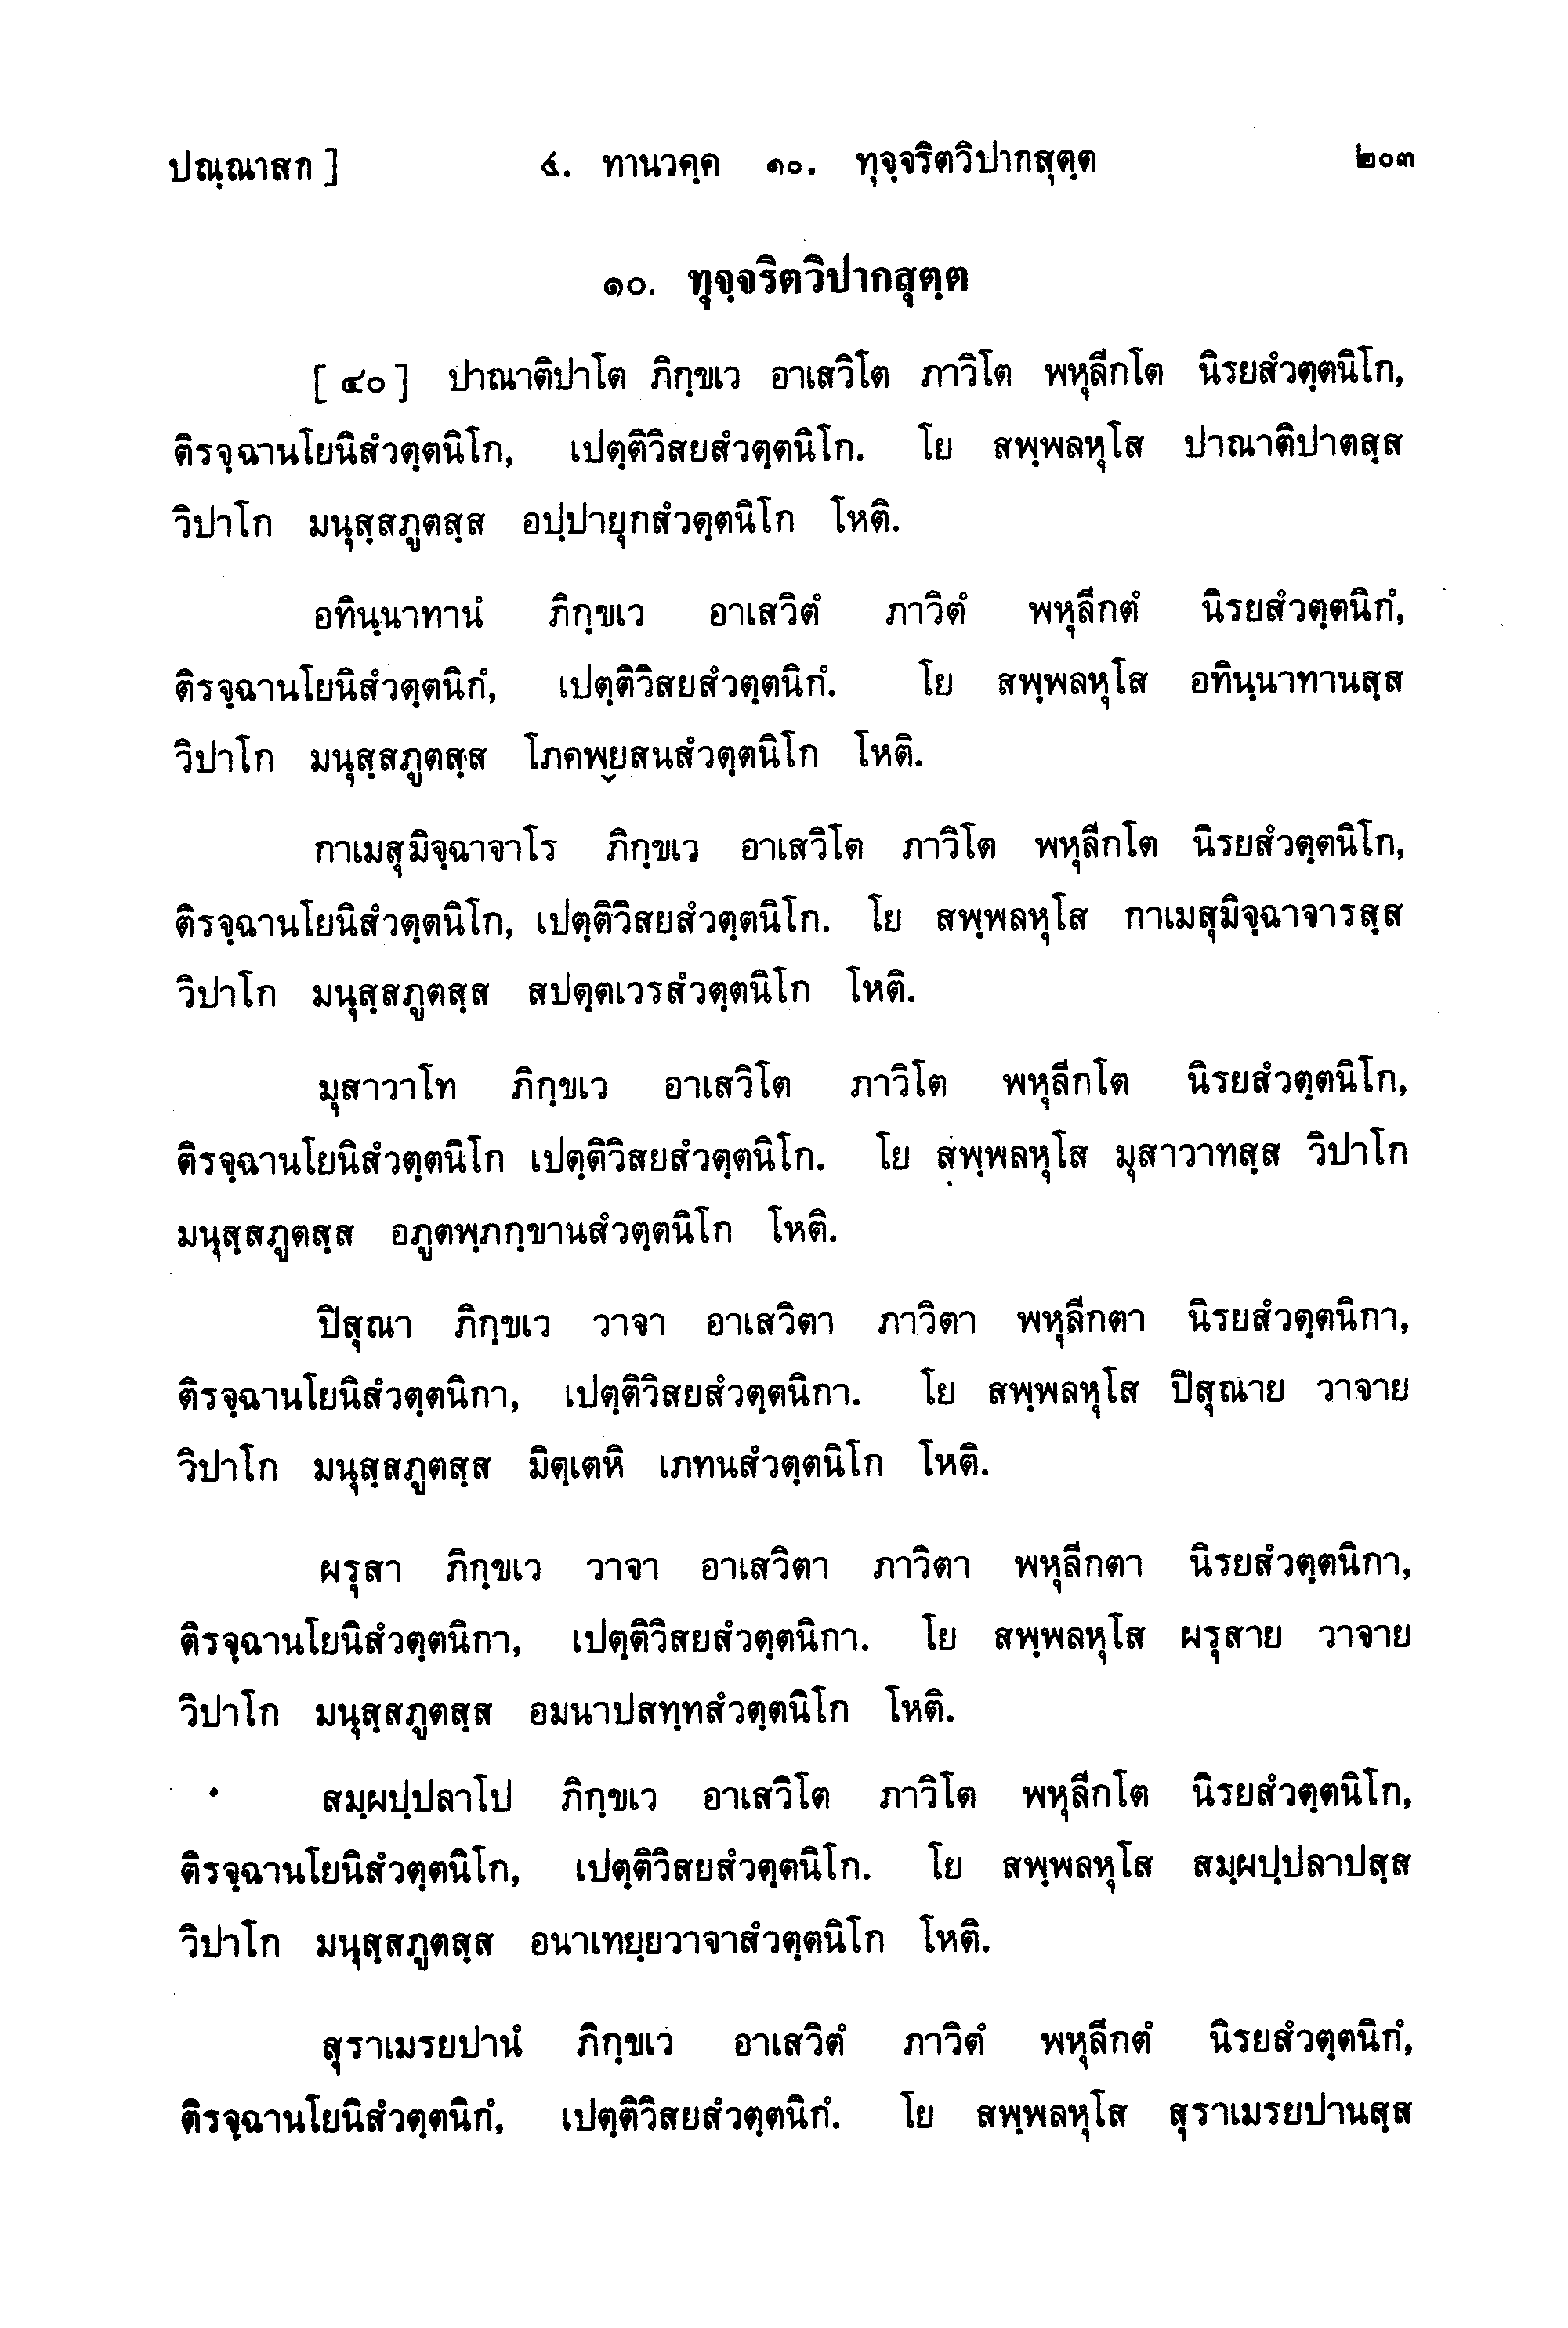 ปณฺณาสก ]	๔. ทานวคฺค ๑๐. ทุจฺจริตวิปากสุตฺต	๒๐๓
๑๐. ทุจฺจริตวิปากสุตฺต
[ ๔๐ ] ปาณาติปาโต ภิกฺขเว อาเสวิโต ภาวิโต พหุลีกโต นิรยสํวตฺตนิโก,
ติรจฺฉานโยนิสํวตฺตนิโก, เปตฺติวิสยสํวตฺตนิโก. โย สพฺพลหุโส ปาณาติปาตสฺส
วิปาโก มนุสฺสภูตสฺส อปฺปายุกสํวตฺตนิโก โหติ.
อทินฺนาทานํ ภิกฺขเว อาเสวิตํ ภาวิตํ พหุลีกตํ นิรยสํวตฺตนิกํ,
ติรจฺฉานโยนิสํวตฺตนิกํ, เปตฺติวิสยสํวตฺตนิกํ. โย สพฺพลหุโส อทินฺนาทานสฺส
วิปาโก มนุสฺสภูตสฺส โภคพฺยสนสํวตฺตนิโก โหติ.
กาเมสุมิจฺฉาจาโร ภิกฺขเว อาเสวิโต ภาวิโต พหุลีกโต นิรยสํวตฺตนิโก,
ติรจฺฉานโยนิสํวตฺตนิโก, เปตฺติวิสยสํวตฺตนิโก. โย สพฺพลหุโส กาเมสุมิจฺฉาจารสฺส
วิปาโก มนุสฺสภูตสฺส สปตฺตเวรสํวตฺตนิโก โหติ.
มุสาวาโท ภิกฺขเว อาเสวิโต ภาวิโต พหุลีกโต นิรยสํวตฺตนิโก,
ติรจฺฉานโยนิสํวตฺตนิโก เปตฺติวิสยสํวตฺตนิโก. โย สพฺพลหุโส มุสาวาทสฺส วิปาโก
มนุสฺสภูตสฺส อภูตพฺภกฺขานสํวตฺตนิโก โหติ.
ปิสุณา ภิกฺขเว วาจา อาเสวิตา ภาวิตา พหุลีกตา นิรยสํวตฺตนิกา,
ติรจฺฉานโยนิสํวตฺตนิกา, เปตฺติวิสยสํวตฺตนิกา. โย สพฺพลหุโส ปิสุณาย วาจาย
วิปาโก มนุสฺสภูตสฺส มิตฺเตหิ เภทนสํวตฺตนิโก โหติ.
ผรุสา ภิกฺขเว วาจา อาเสวิตา ภาวิตา พหุลีกตา นิรยสํวตฺตนิกา,
ติรจฺฉานโยนิสํวตฺตนิกา, เปตฺติวิสยสํวตฺตนิกา. โย สพฺพลหุโส ผรุสาย วาจาย
วิปาโก มนุสฺสภูตสฺส อมนาปสทฺทสํวตฺตนิโก โหติ.
สมฺผปฺปลาโป ภิกฺขเว อาเสวิโต ภาวิโต พหุลีกโต นิรยสํวตฺตนิโก,
ติรจฺฉานโยนิสํวตฺตนิโก, เปตฺติวิสยสํวตฺตนิโก. โย สพฺพลหุโส สมฺผปฺปลาปสฺส
วิปาโก มนุสฺสภูตสฺส อนาเทยฺยวาจาสํวตฺตนิโก โหติ.
สุราเมรยปานํ ภิกฺขเว อาเสวิตํ ภาวิตํ พหุลีกตํ นิรยสํวตฺตนิกํ,
ติรจฺฉานโยนิสํวตฺตนิกํ, เปตฺติวิสยสํวตฺตนิกํ. โย สพฺพลหุโส สุราเมรยปานสฺส